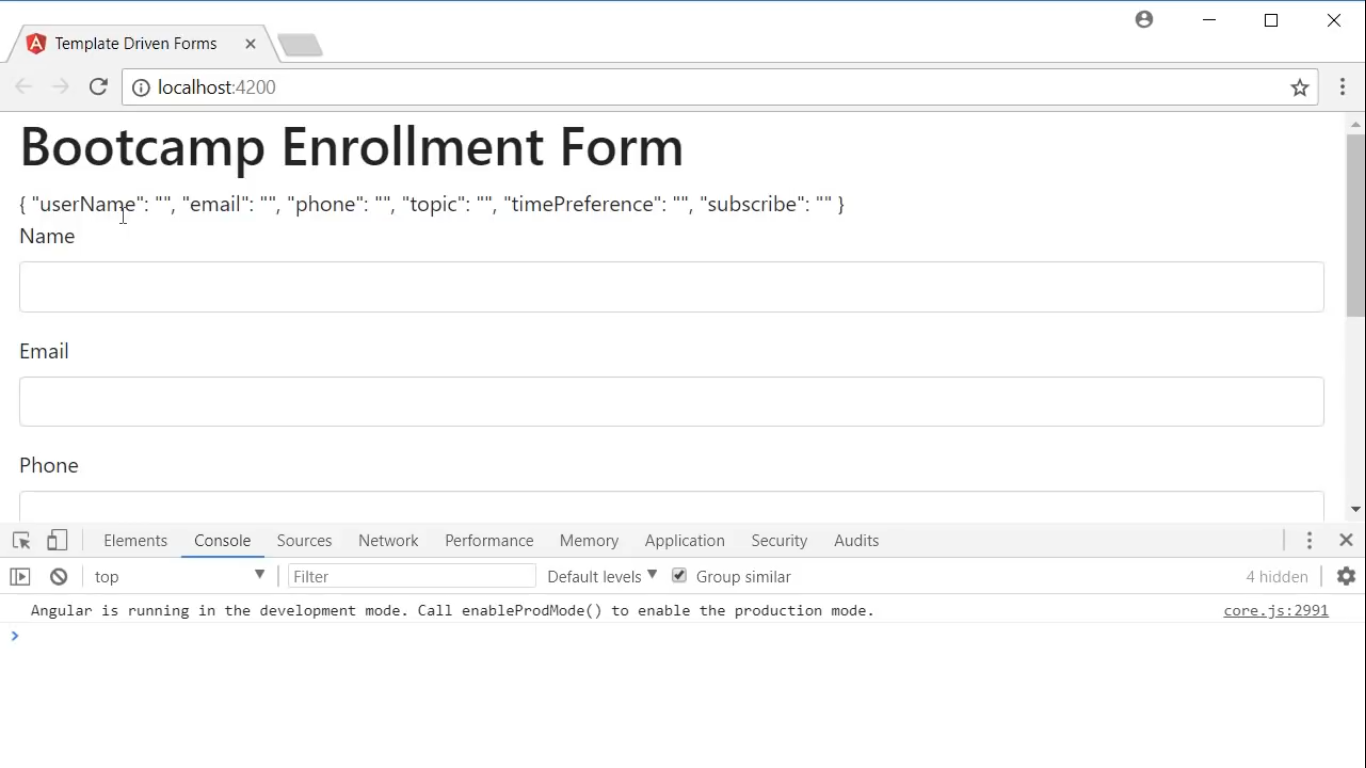 Template Driven Forms
localhost:4200
Bootcamp Enrollment Form
{ "userName": "", "email": "", "phone": "", "topic": "", "timePreference": "", "subscribe": "" }
Name
Email
Phone
Elements Console Sources Network Performance Memory Application Security Audits
top Filter Default levels Group similar 4 hidden
Angular is running in the development mode. Call enableProdMode() to enable the production mode. core.js:2991